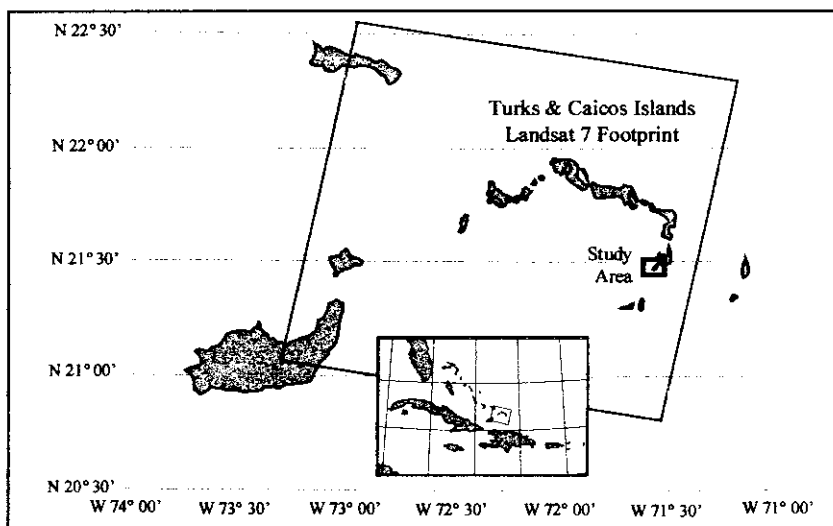 N 22° 30'
Turks & Caicos Islands
Landsat 7 Footprint
N 22° 00'
N 21° 30'
Study
Area
N 21° 00'
N 20° 30'
W 74° 00' W 73° 30' W 73° 00' W 72° 30' W 72° 00' W 71° 30' W 71° 00'